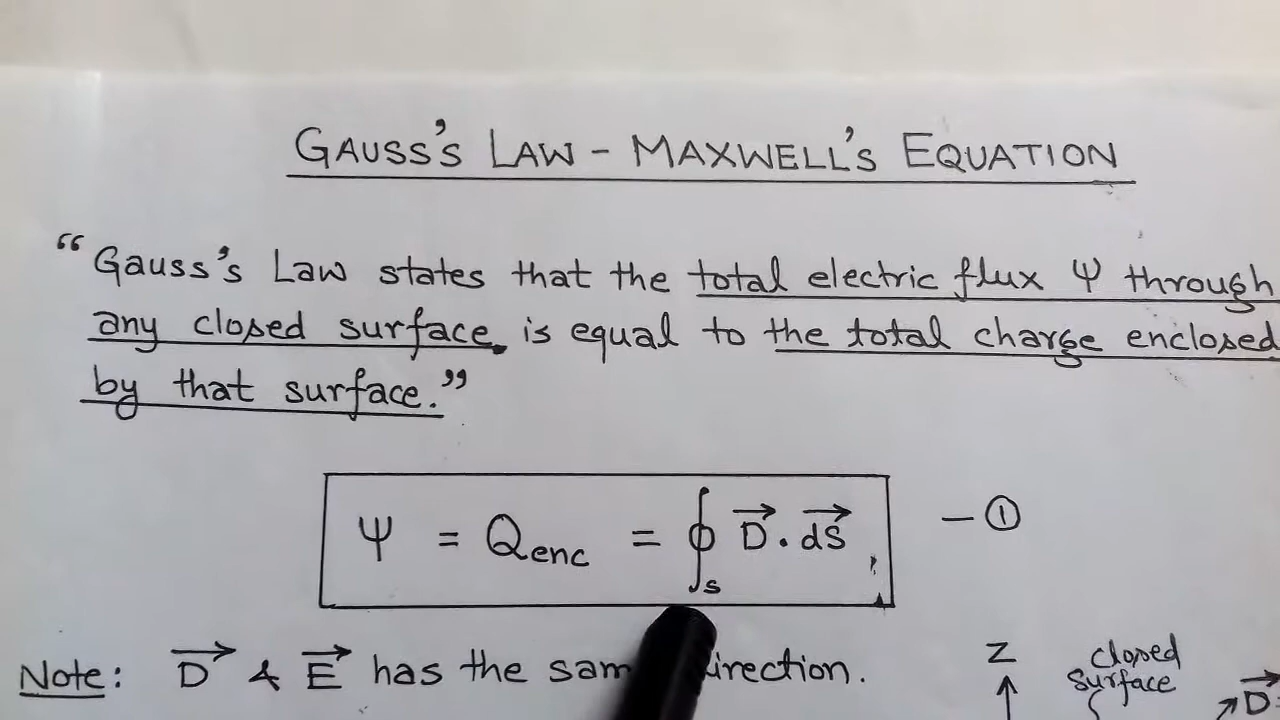 GAUSS'S LAW - MAXWELL'S EQUATION
“Gauss's Law states that the total electric flux Ψ through
any closed surface is equal to the total charge enclosed
by that surface.”
Ψ = Qenc = ∮S D⃗ . dS⃗ , - ①
Note: D⃗ & E⃗ has the sam irection.
Z
closed
surface
D⃗